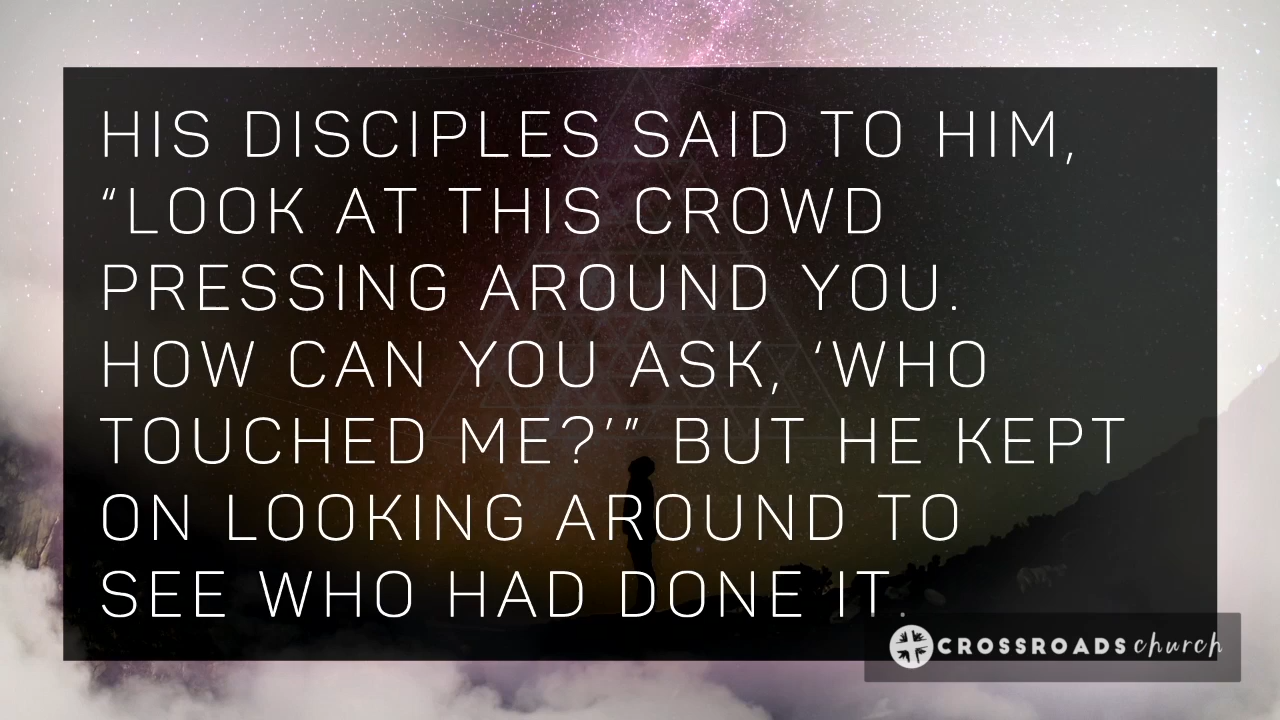 HIS DISCIPLES SAID TO HIM,
“LOOK AT THIS CROWD
PRESSING AROUND YOU.
HOW CAN YOU ASK, ‘WHO
TOUCHED ME?’” BUT HE KEPT
ON LOOKING AROUND TO
SEE WHO HAD DONE IT.
CROSSROADS church